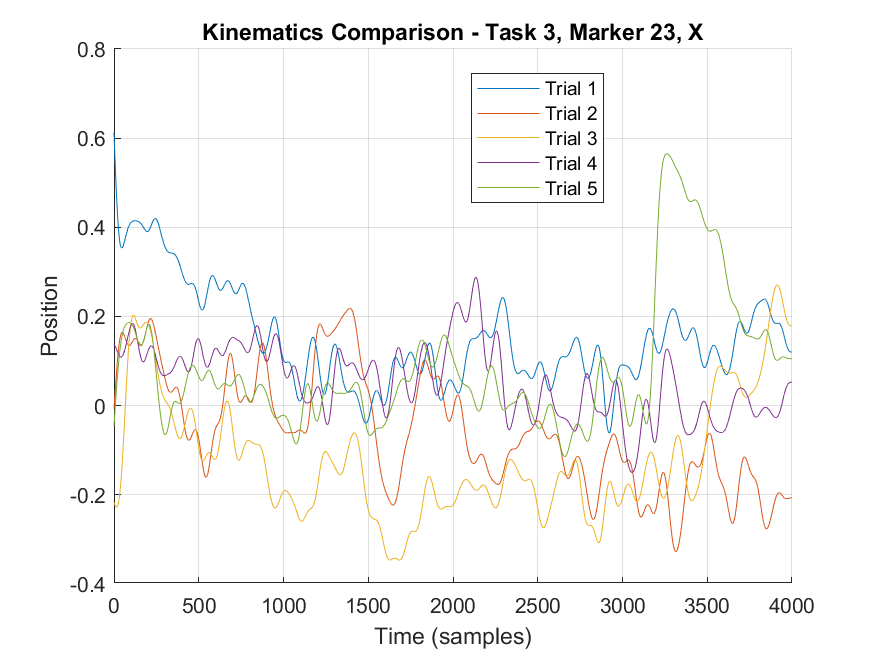 Kinematics Comparison - Task 3, Marker 23, X
0.8
0.6
0.4
0.2
0
-0.2
-0.4
Position
Trial 1
Trial 2
Trial 3
Trial 4
Trial 5
0 500 1000 1500 2000 2500 3000 3500 4000
Time (samples)